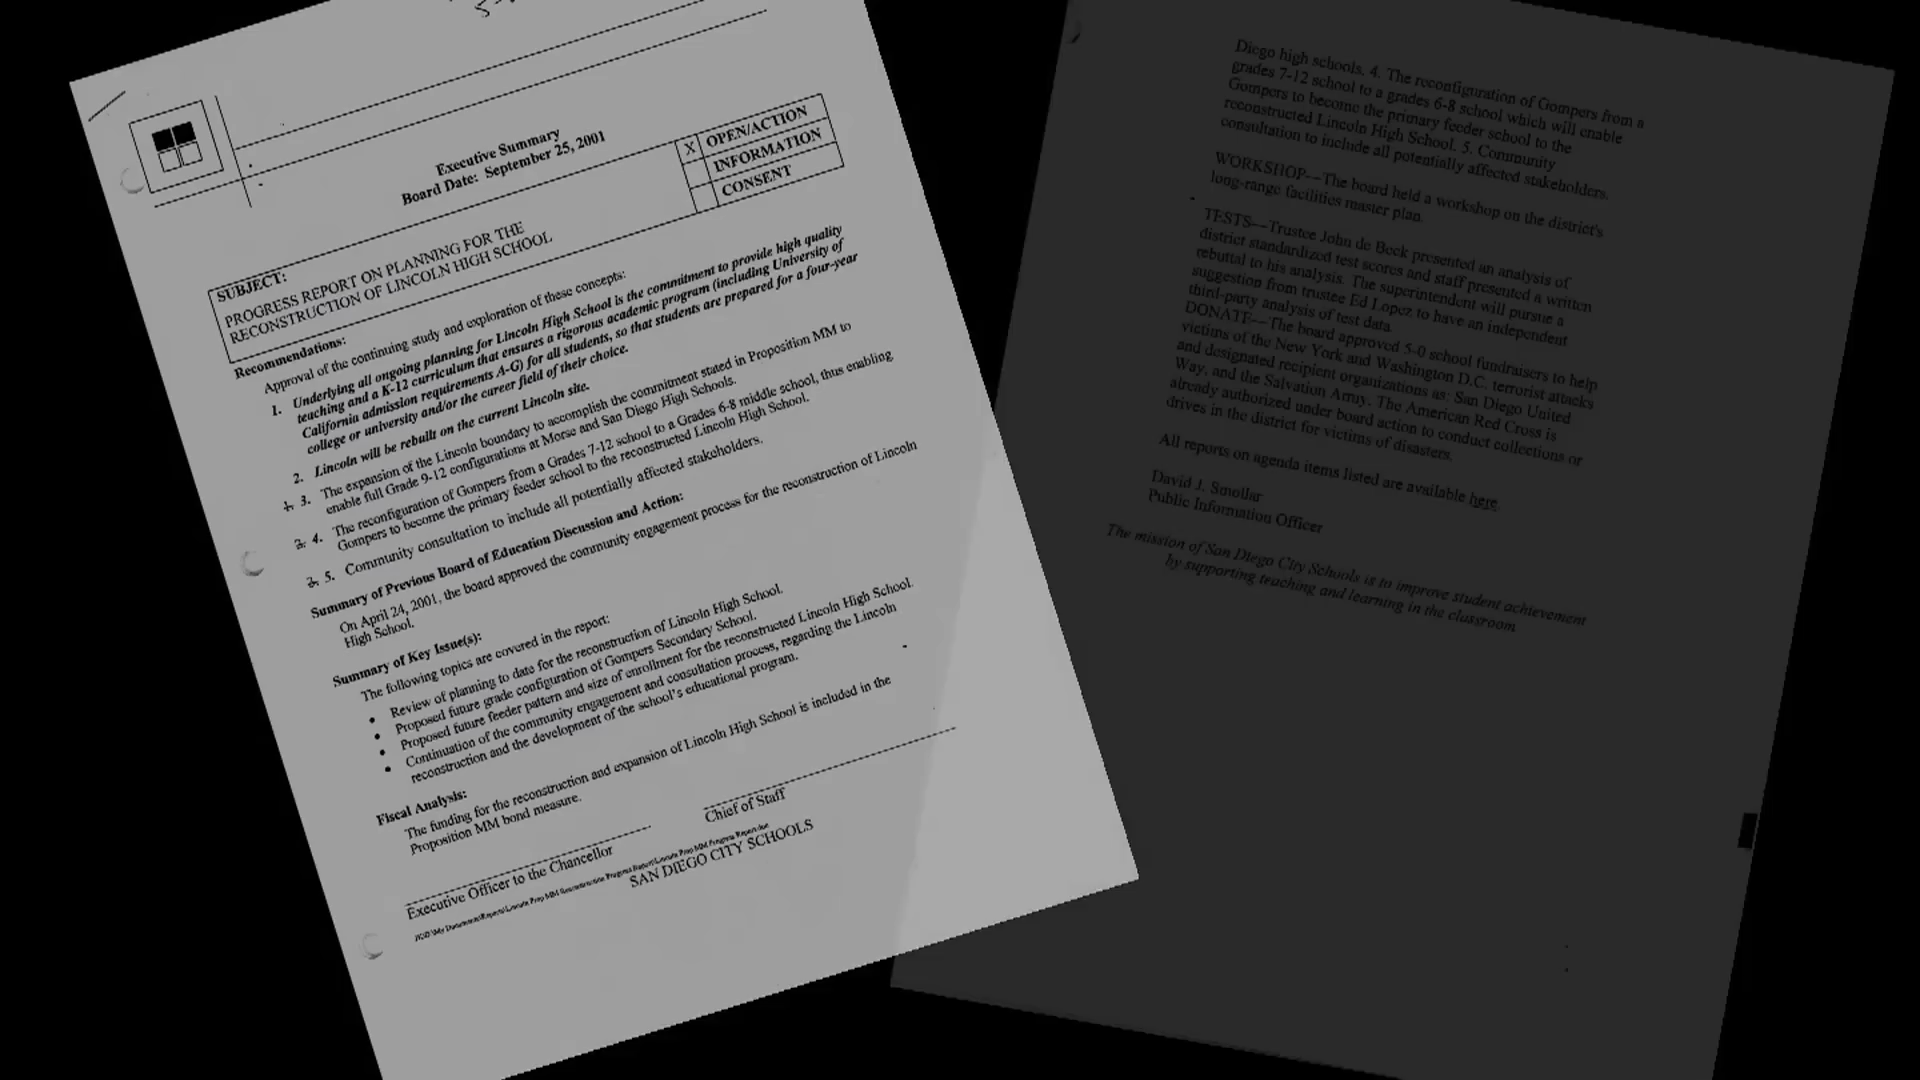 Executive Summary
Board Date: September 25, 2001
X OPEN/ACTION
INFORMATION
CONSENT
SUBJECT:
PROGRESS REPORT ON PLANNING FOR THE
RECONSTRUCTION OF LINCOLN HIGH SCHOOL
Recommendations:
Approval of the continuing study and exploration of these concepts:
1. Underlying all ongoing planning for Lincoln High School is the commitment to provide high quality
teaching and a K-12 curriculum that ensures a rigorous academic program (including University of
California admission requirements A-G) for all students, so that students are prepared for a four-year
college or university and/or the career field of their choice.
2. Lincoln will be rebuilt on the current Lincoln site.
1. 3. The expansion of the Lincoln boundary to accomplish the commitment stated in Proposition MM to
enable full Grade 9-12 configurations at Morse and San Diego High Schools.
2. 4. The reconfiguration of Gompers from a Grades 7-12 school to a Grades 6-8 middle school, thus enabling
Gompers to become the primary feeder school to the reconstructed Lincoln High School.
3. 5. Community consultation to include all potentially affected stakeholders.
Summary of Previous Board of Education Discussion and Action:
On April 24, 2001, the board approved the community engagement process for the reconstruction of Lincoln
High School.
Summary of Key Issue(s):
The following topics are covered in the report:
• Review of planning to date for the reconstruction of Lincoln High School.
• Proposed future grade configuration of Gompers Secondary School.
• Proposed future feeder pattern and size of enrollment for the reconstructed Lincoln High School.
• Continuation of the community engagement and consultation process, regarding the Lincoln
reconstruction and the development of the school's educational program.
Fiscal Analysis:
The funding for the reconstruction and expansion of Lincoln High School is included in the
Proposition MM bond measure.
Executive Officer to the Chancellor
Chief of Staff
SAN DIEGO CITY SCHOOLS
Diego high schools. 4. The reconfiguration of Gompers from a
grades 7-12 school to a grades 6-8 school which will enable
Gompers to become the primary feeder school to the
reconstructed Lincoln High School. 5. Community
consultation to include all potentially affected stakeholders.
WORKSHOP--The board held a workshop on the district's
long-range facilities master plan.
TESTS--Trustee John de Beck presented an analysis of
district standardized test scores and staff presented a written
rebuttal to his analysis. The superintendent will pursue a
suggestion from trustee Ed Lopez to have an independent
third-party analysis of test data.
DONATE--The board approved 5-0 school fundraisers to help
victims of the New York and Washington D.C. terrorist attacks
and designated recipient organizations as: San Diego United
Way, and the Salvation Army. The American Red Cross is
already authorized under board action to conduct collections or
drives in the district for victims of disasters.
All reports on agenda items listed are available here.
David J. Smollar
Public Information Officer
The mission of San Diego City Schools is to improve student achievement
by supporting teaching and learning in the classroom